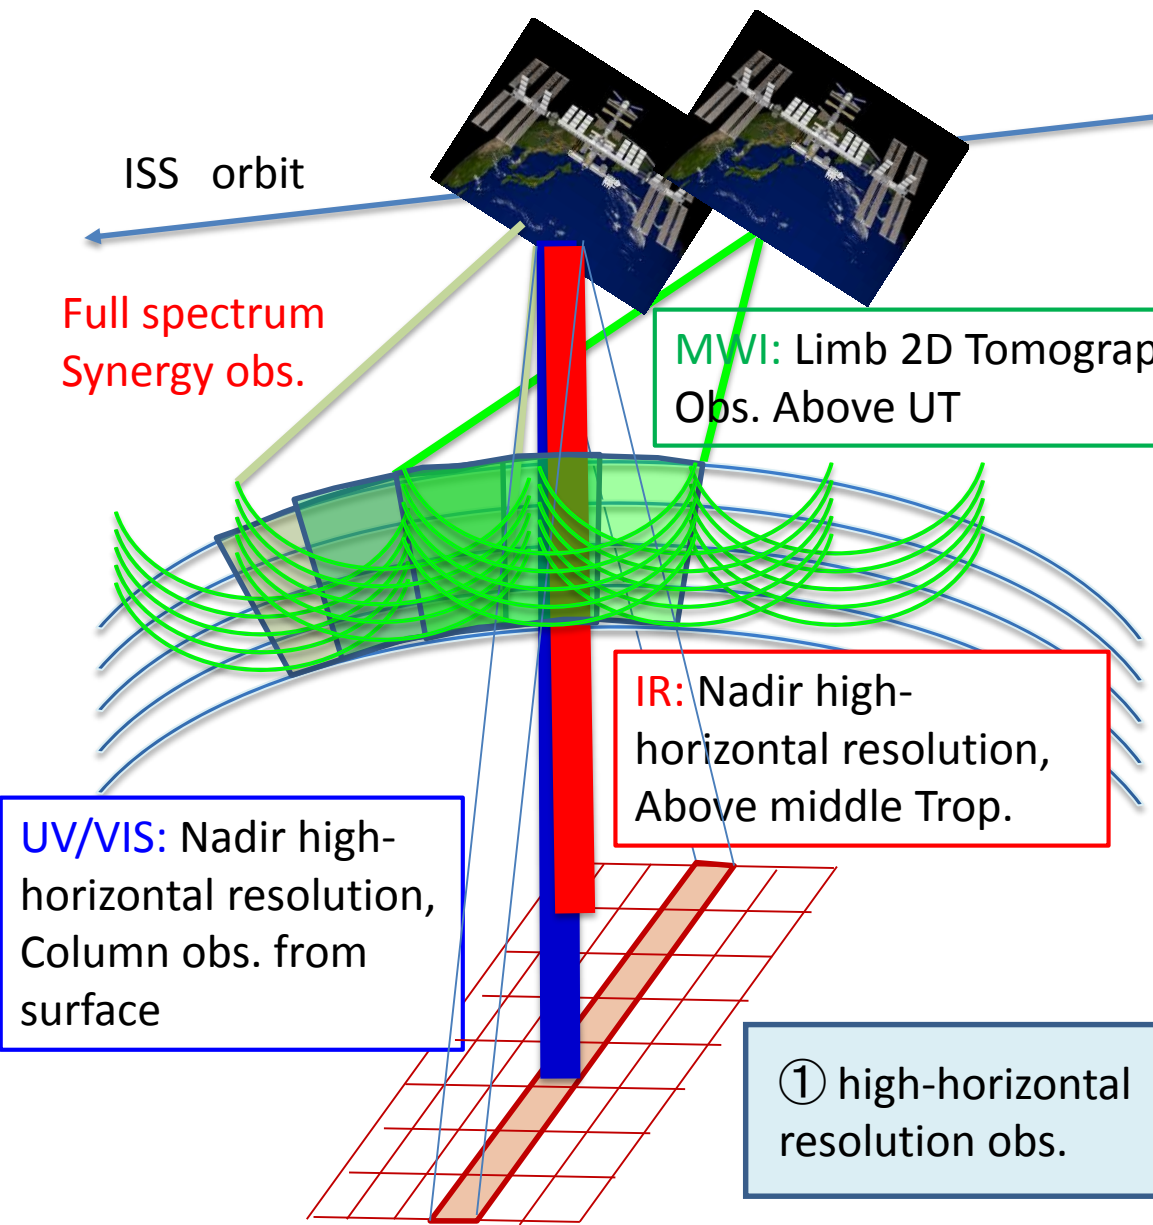 ISS orbit
Full spectrum
Synergy obs.
MWI: Limb 2D Tomograp
Obs. Above UT
IR: Nadir high-
horizontal resolution,
Above middle Trop.
UV/VIS: Nadir high-
horizontal resolution,
Column obs. from
surface
① high-horizontal
resolution obs.